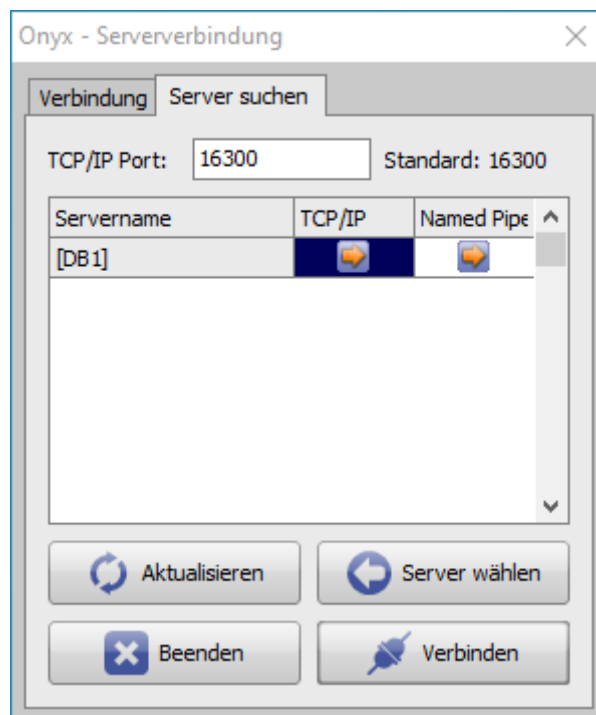 Onyx - Serververbindung
Verbindung Server suchen
TCP/IP Port: 16300 Standard: 16300
Servername TCP/IP Named Pipe
[DB1]
Aktualisieren Server wählen
Beenden Verbinden